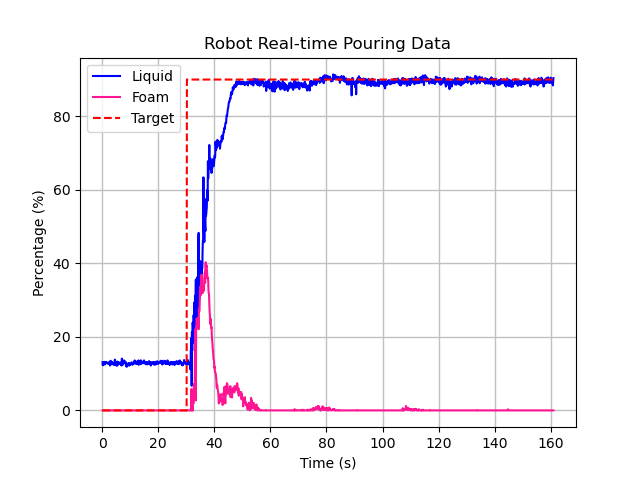 Robot Real-time Pouring Data
Liquid
Foam
Target
Percentage (%)
80
60
40
20
0
0 20 40 60 80 100 120 140 160
Time (s)